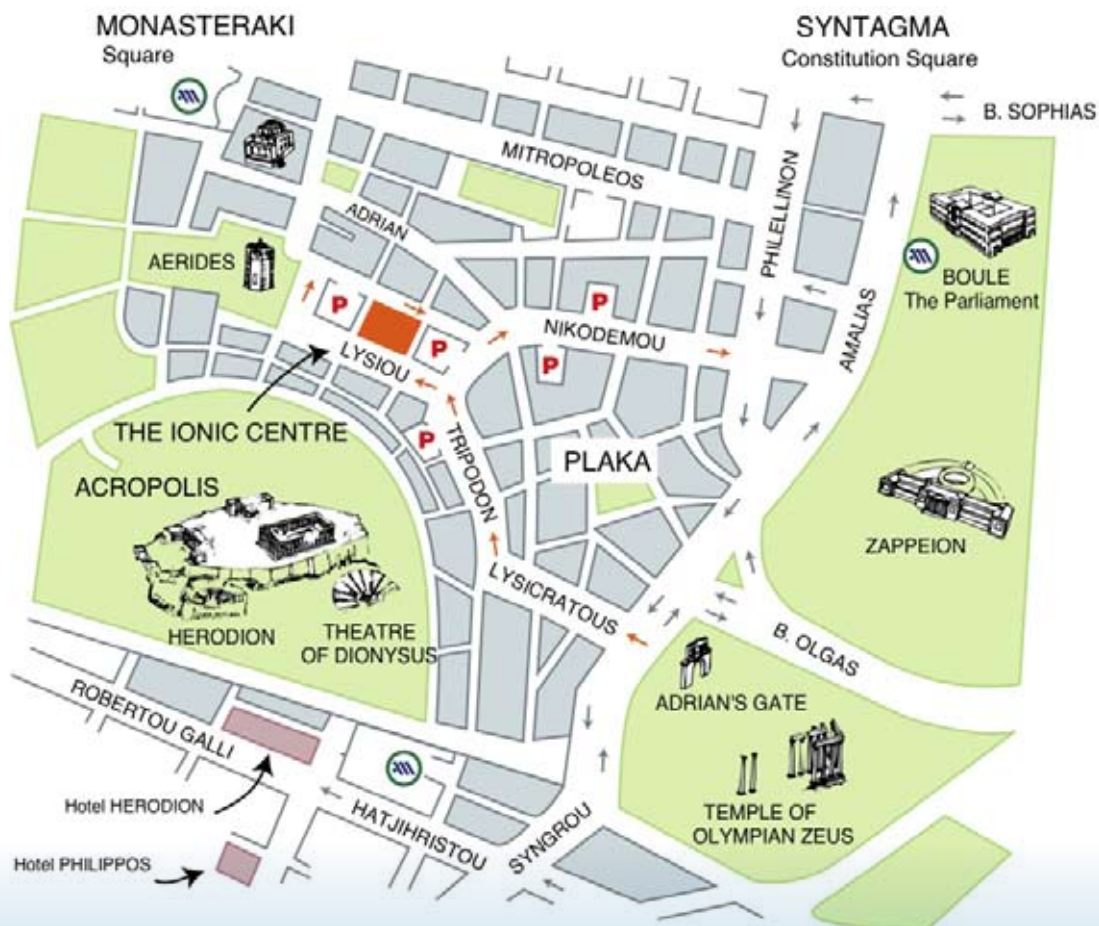 MONASTERAKI
Square
SYNTAGMA
Constitution Square
B. SOPHIAS
MITROPOLEOS
PHILELLINON
ADRIAN
AERIDES
BOULE
The Parliament
P
P
P
NIKODEMOU
AMALIAS
LYSIOU
P
THE IONIC CENTRE
P
TRIPODON
PLAKA
ACROPOLIS
ZAPPEION
LYSICRATOUS
HERODION
THEATRE
OF DIONYSUS
B. OLGAS
ADRIAN'S GATE
ROBERTOU GALLI
Hotel HERODION
HATJIHRISTOU
SYNGROU
TEMPLE OF
OLYMPIAN ZEUS
Hotel PHILIPPOS